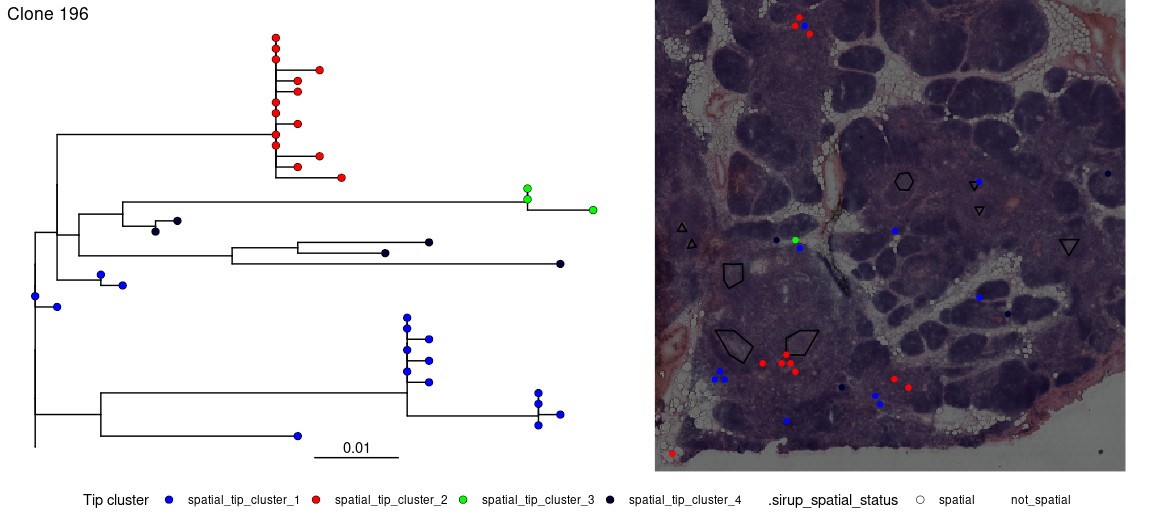 Clone 196
0.01
Tip cluster spatial_tip_cluster_1 spatial_tip_cluster_2 spatial_tip_cluster_3 spatial_tip_cluster_4 .sirup_spatial_status spatial not_spatial